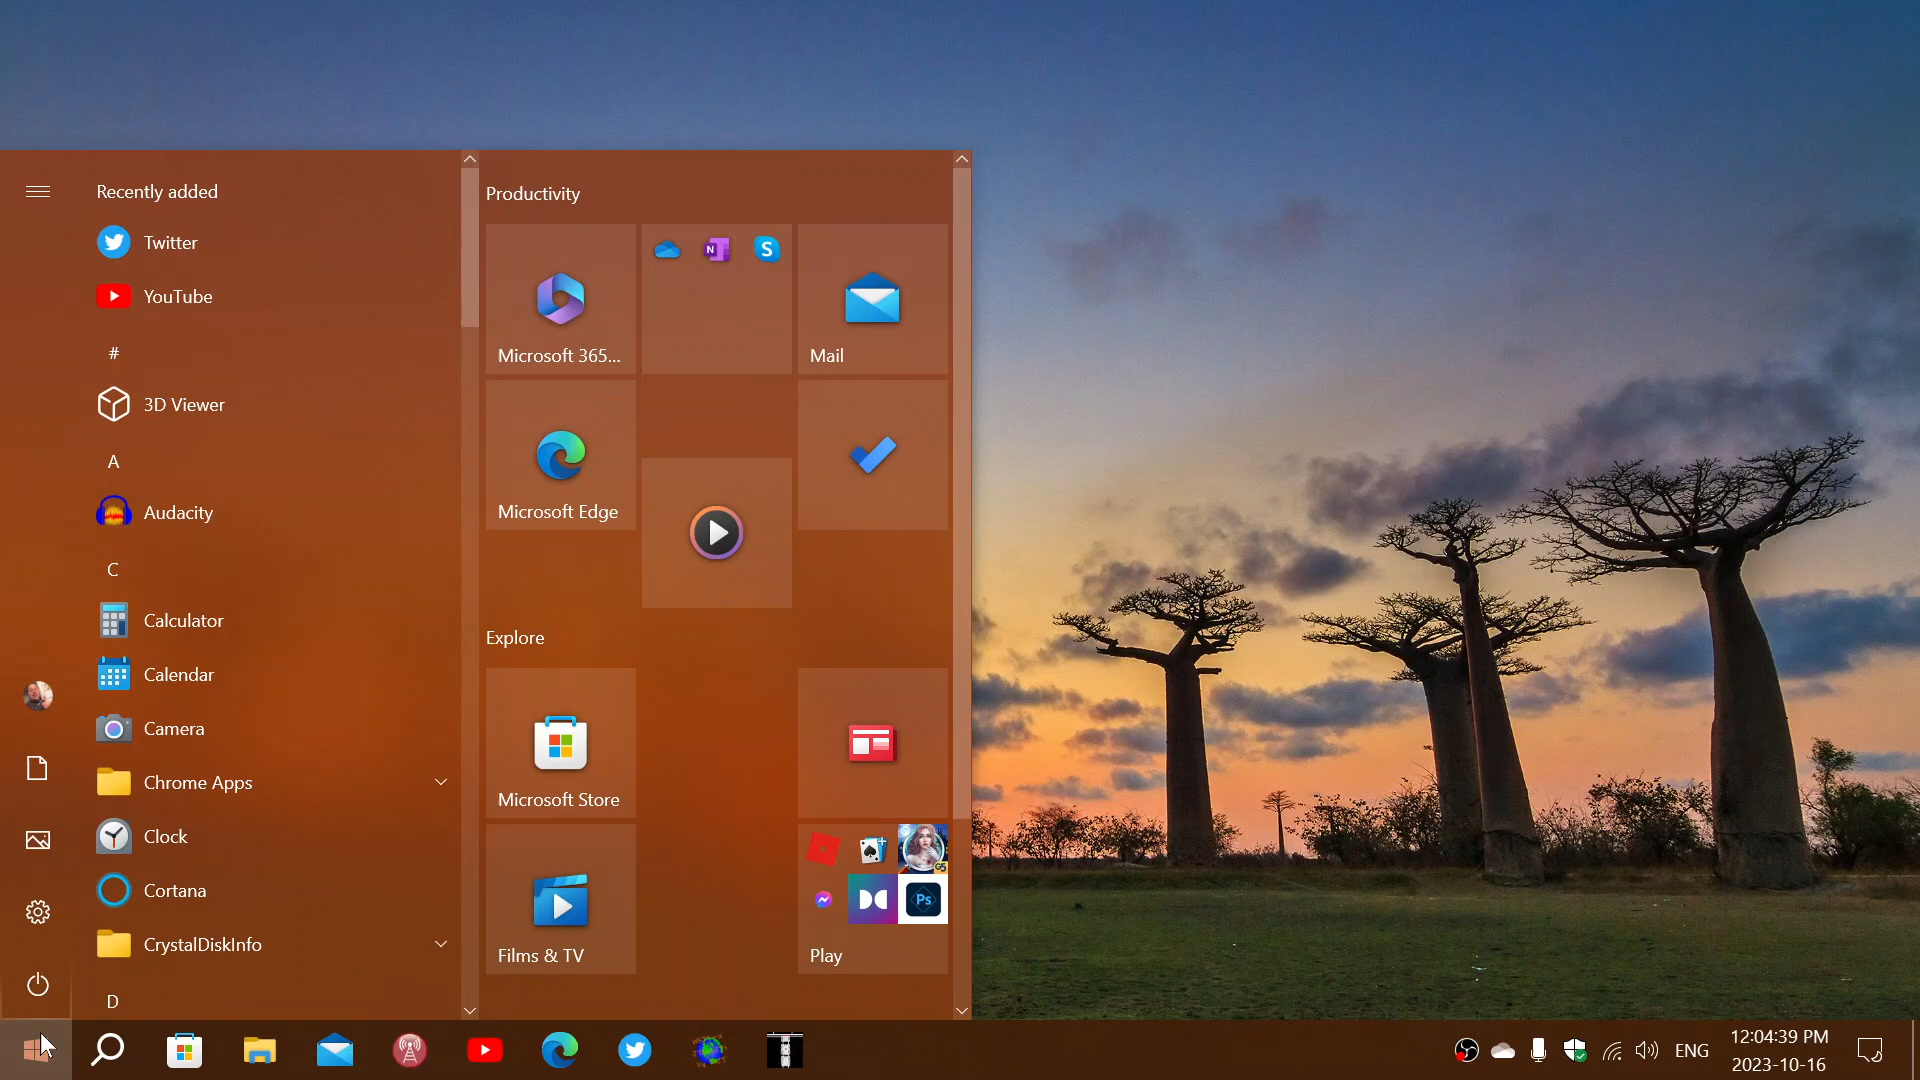 Recently added
Twitter
YouTube
#
3D Viewer
A
Audacity
C
Calculator
Calendar
Camera
Chrome Apps
Clock
Cortana
CrystalDiskInfo
D
Productivity
Microsoft 365...
N
S
Mail
Microsoft Edge
Explore
Microsoft Store
Films & TV
Ps
Play
ENG
12:04:39 PM
2023-10-16